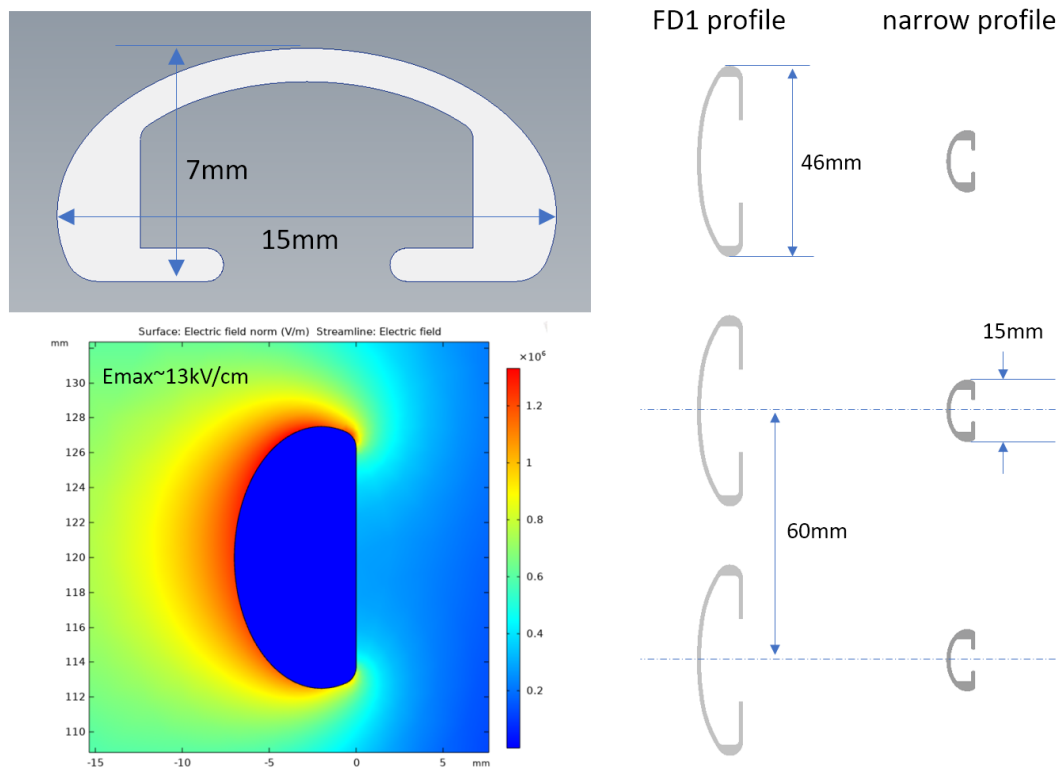 FD1 profile
narrow profile
7mm
15mm
46mm
15mm
60mm
Surface: Electric field norm (V/m)  Streamline: Electric field
mm
×10⁶
Emax~13kV/cm
130
128
126
124
122
120
118
116
114
112
110
-15
-10
-5
0
5
mm
1.2
1
0.8
0.6
0.4
0.2